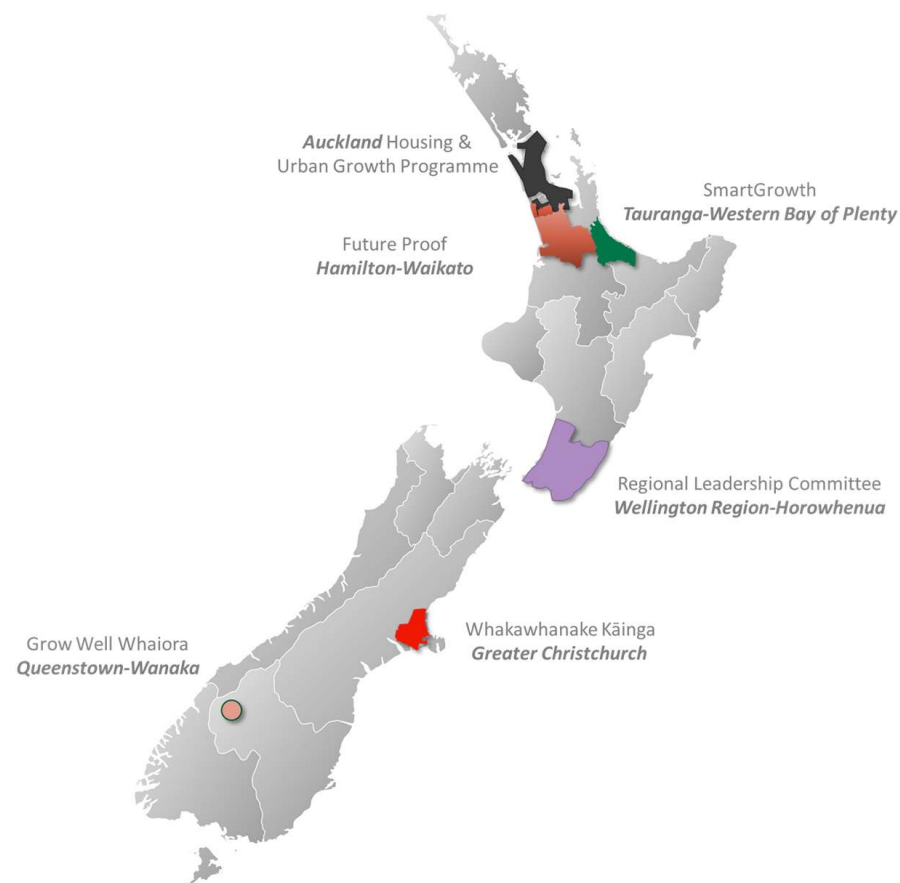 Auckland Housing &
Urban Growth Programme
SmartGrowth
Tauranga-Western Bay of Plenty
Future Proof
Hamilton-Waikato
Regional Leadership Committee
Wellington Region-Horowhenua
Whakawhanake Kāinga
Greater Christchurch
Grow Well Whaiora
Queenstown-Wanaka